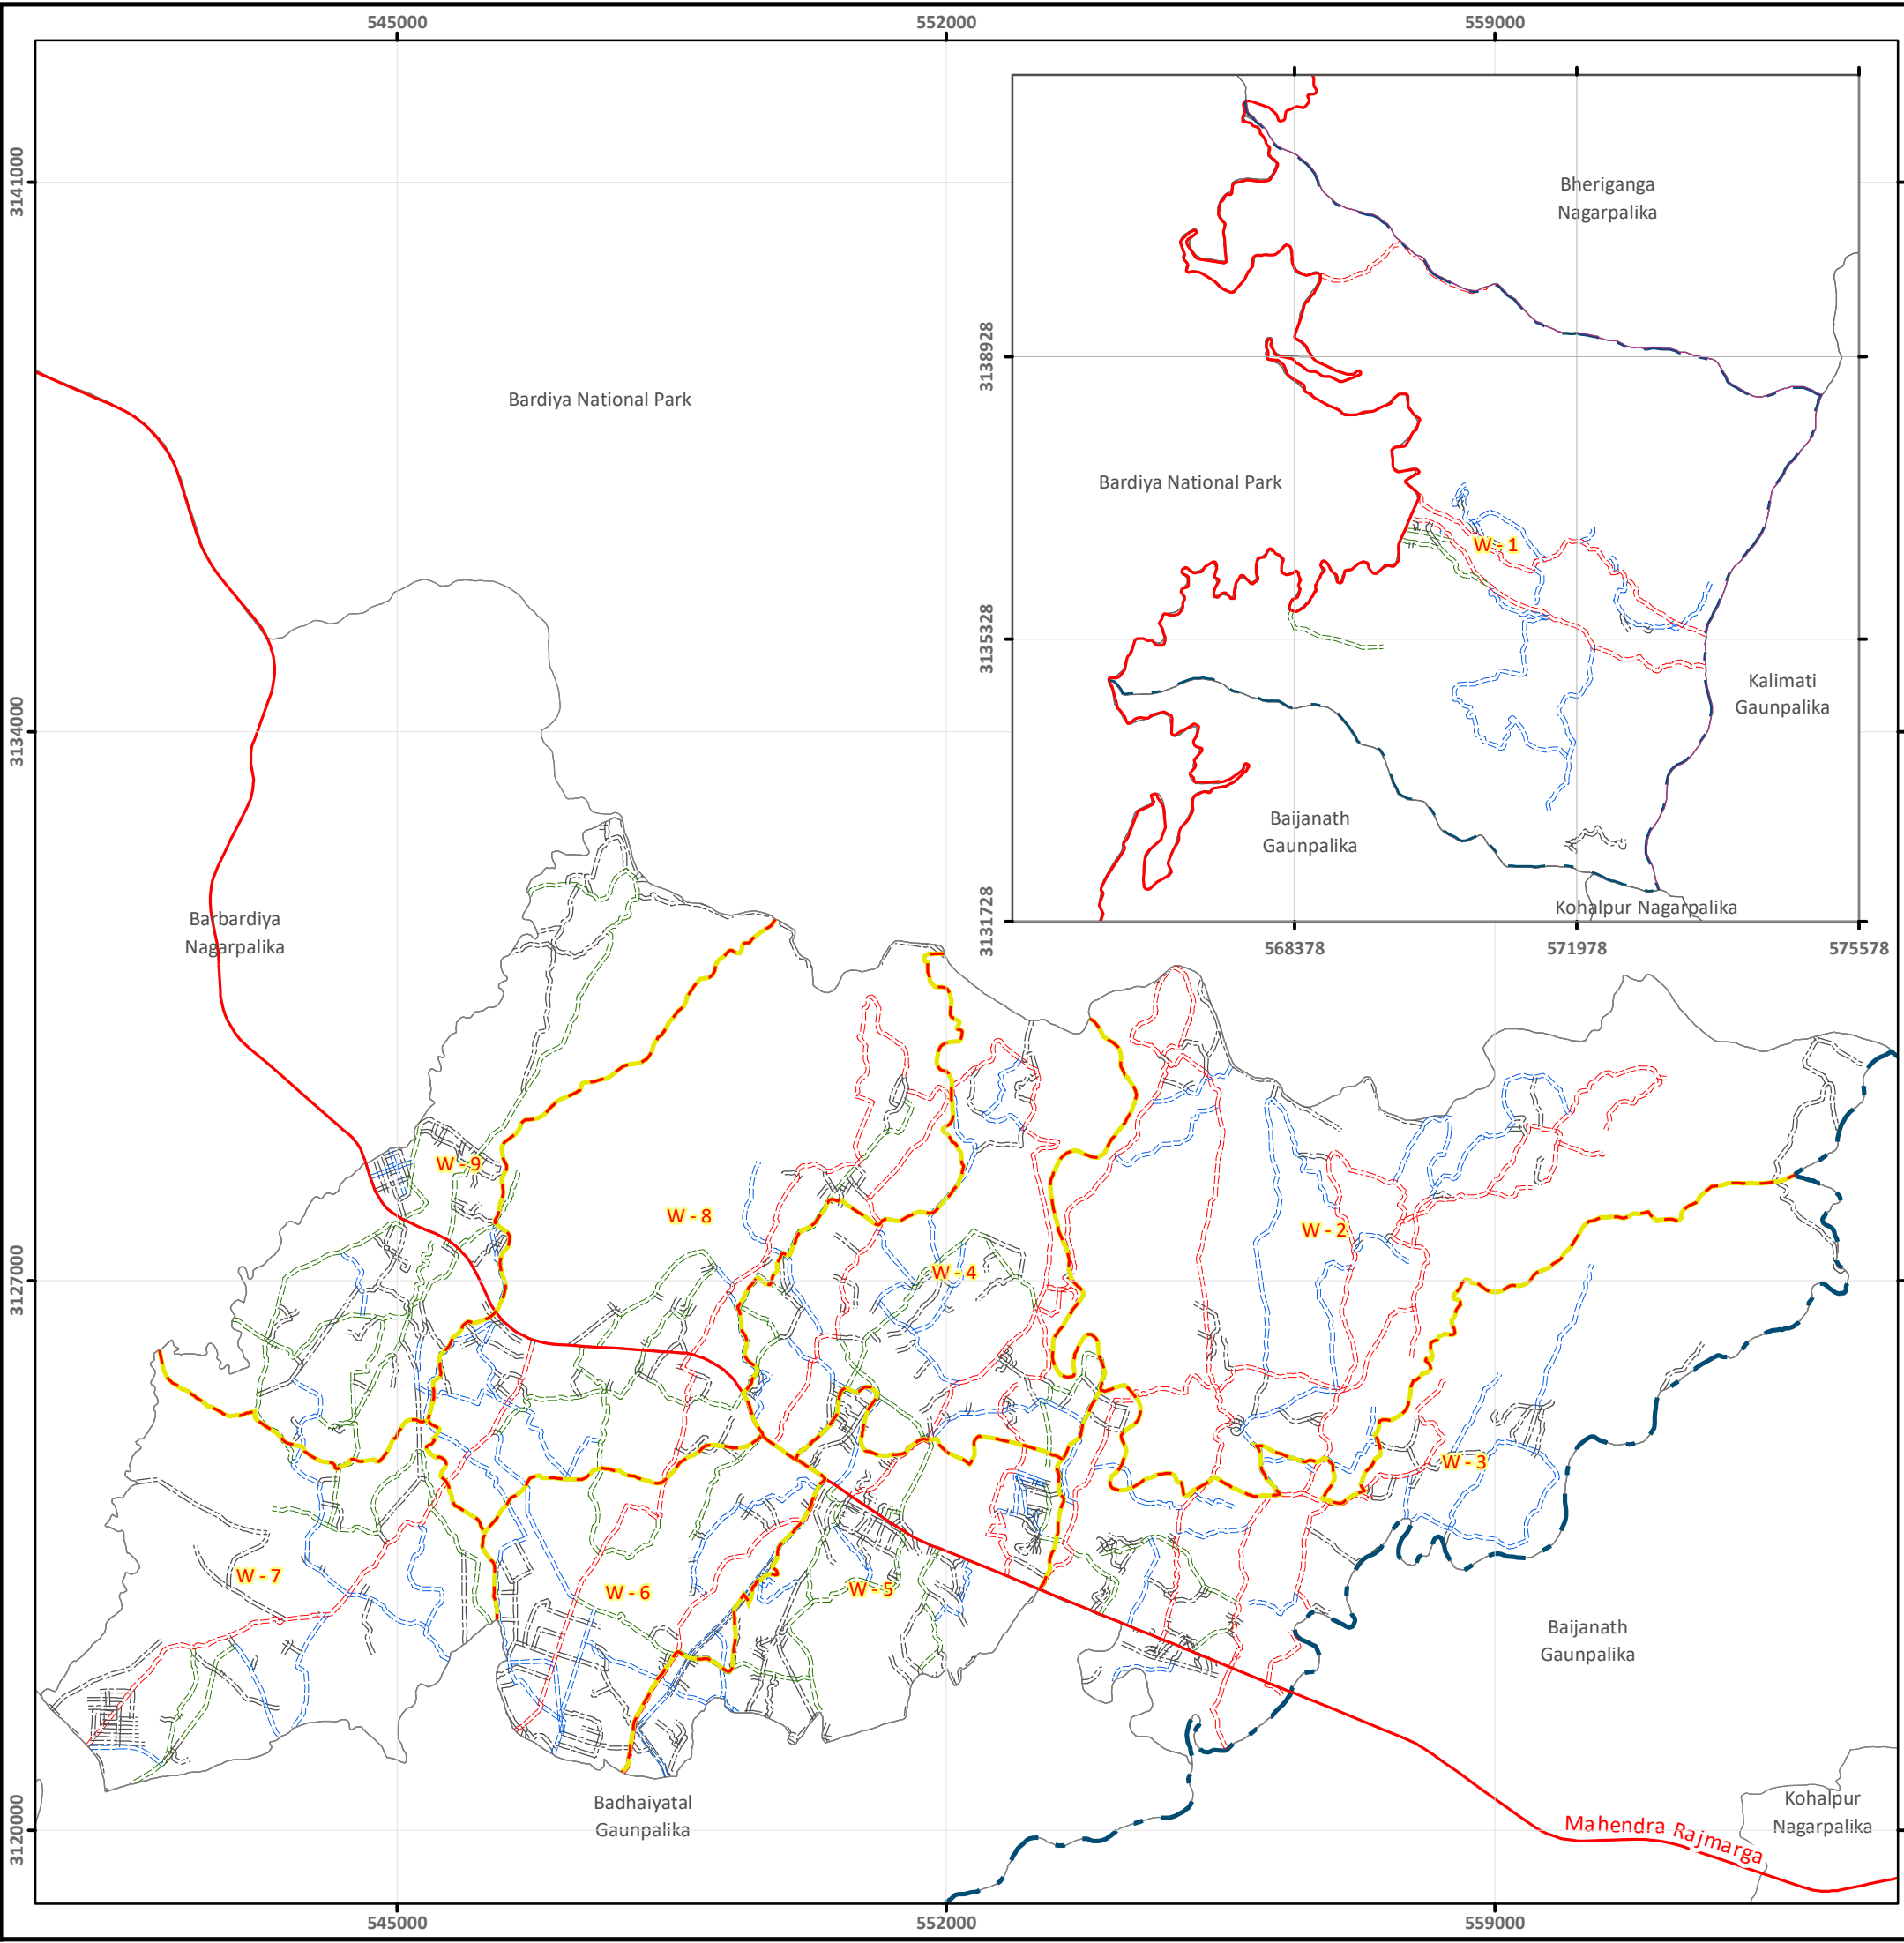 545000
552000
559000
3141000
Bheriganga
Nagarpalika
3138928
Bardiya National Park
Bardiya National Park
W - 1
3135328
Kalimati
Gaunpalika
3134000
Baijanath
Gaunpalika
Barbardiya
Nagarpalika
Kohalpur Nagarpalika
3131728
568378
571978
575578
W - 9
W - 8
W - 2
W - 4
3127000
W - 3
W - 7
W - 6
W - 5
Baijanath
Gaunpalika
Badhaiyatal
Gaunpalika
Kohalpur
Nagarpalika
Mahendra Rajmarga
3120000
545000
552000
559000